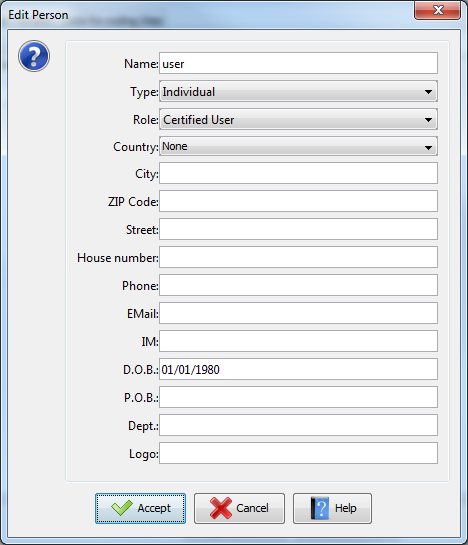 Edit Person
Name: user
Type: Individual
Role: Certified User
Country: None
City:
ZIP Code:
Street:
House number:
Phone:
EMail:
IM:
D.O.B.: 01/01/1980
P.O.B.:
Dept.:
Logo:
Accept Cancel Help